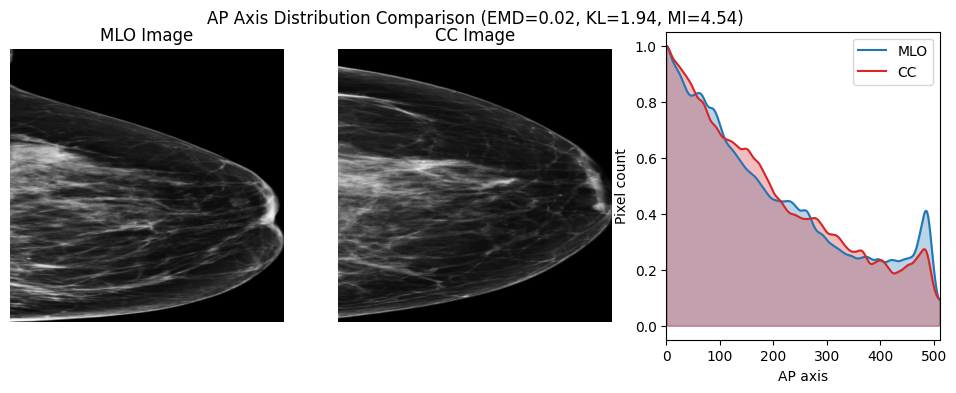 AP Axis Distribution Comparison (EMD=0.02, KL=1.94, MI=4.54)
MLO Image
CC Image
MLO
CC
1.0
0.8
0.6
0.4
0.2
0.0
Pixel count
0 100 200 300 400 500
AP axis